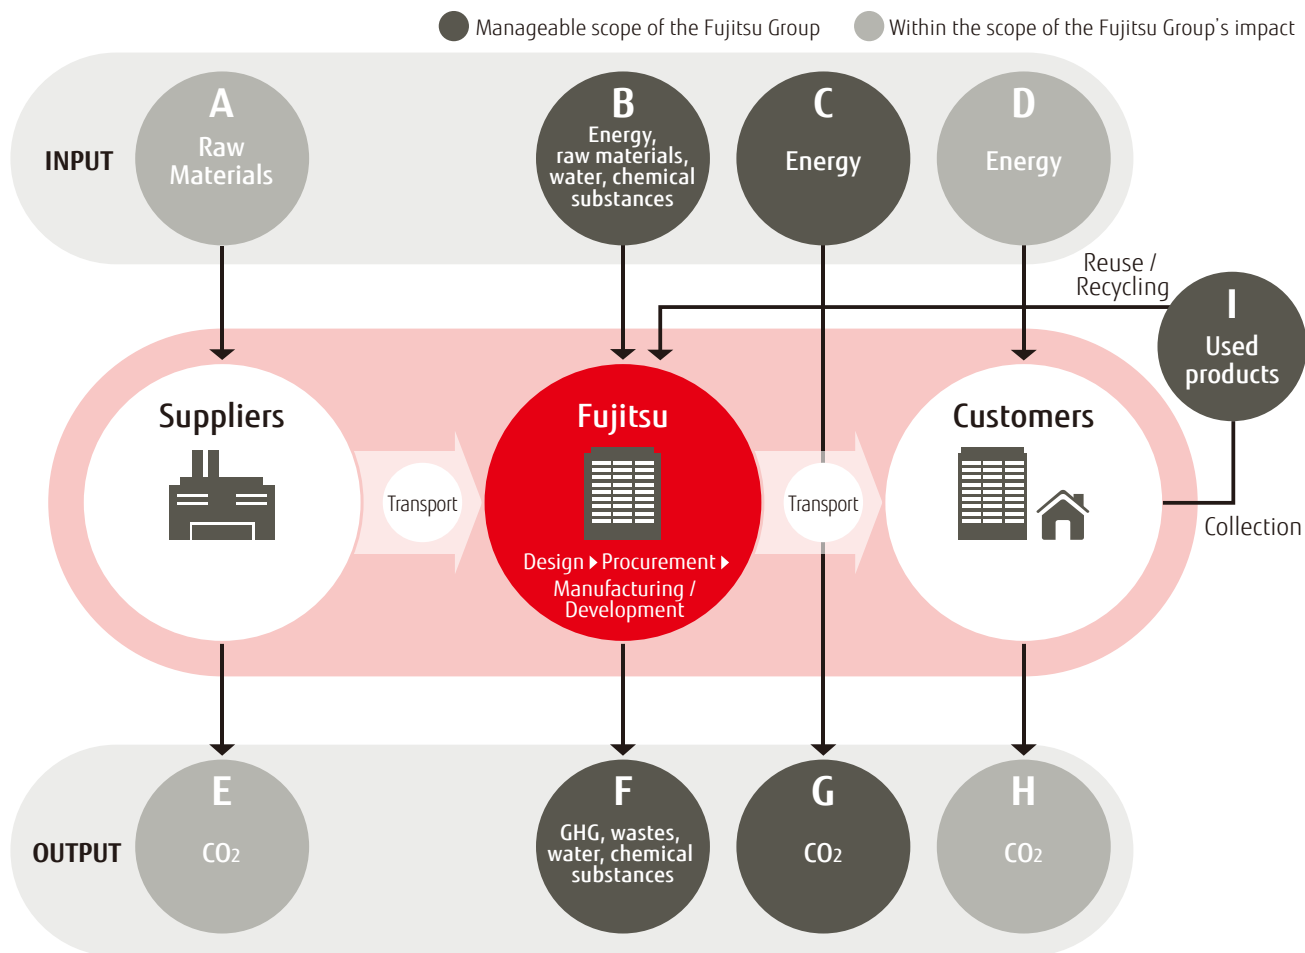 Manageable scope of the Fujitsu Group
Within the scope of the Fujitsu Group's impact
INPUT
A
Raw
Materials
B
Energy,
raw materials,
water, chemical
substances
C
Energy
D
Energy
Reuse /
Recycling
I
Used
products
Collection
Suppliers
Transport
Fujitsu
Design ▶ Procurement ▶
Manufacturing /
Development
Transport
Customers
OUTPUT
E
CO₂
F
GHG, wastes,
water, chemical
substances
G
CO₂
H
CO₂